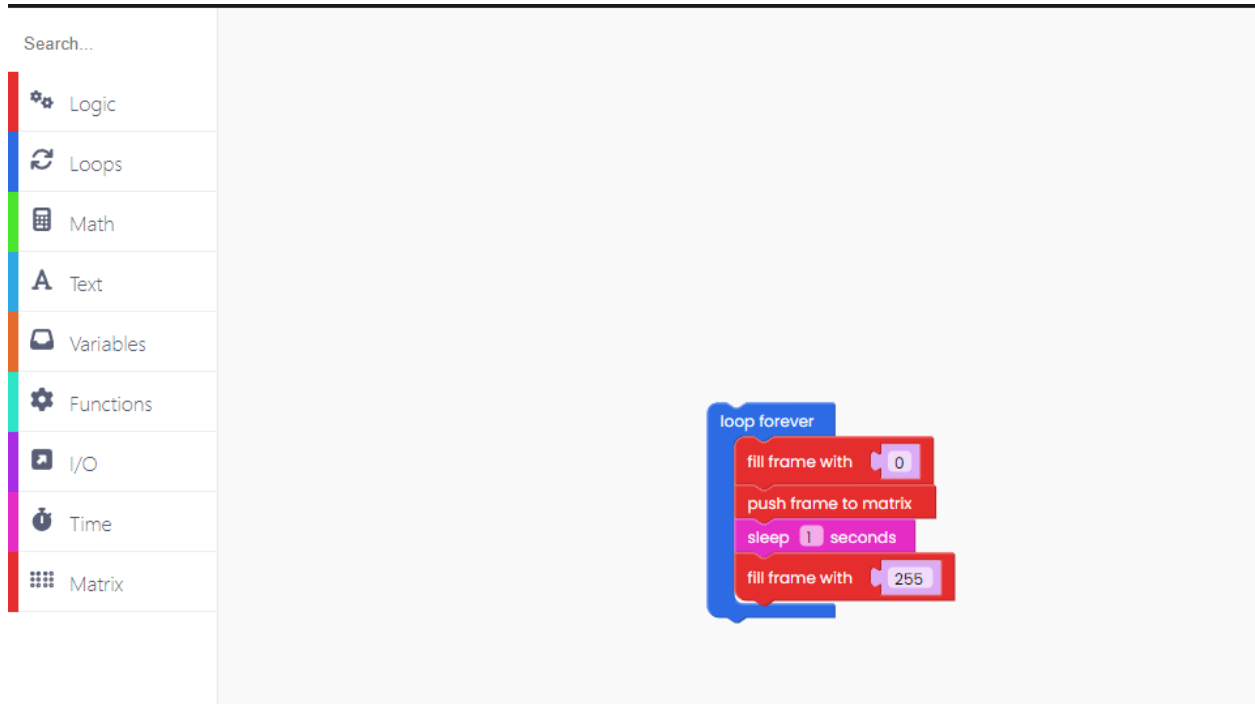 Search...
Logic
Loops
Math
Text
Variables
Functions
I/O
Time
Matrix
loop forever
fill frame with 0
push frame to matrix
sleep 1 seconds
fill frame with 255